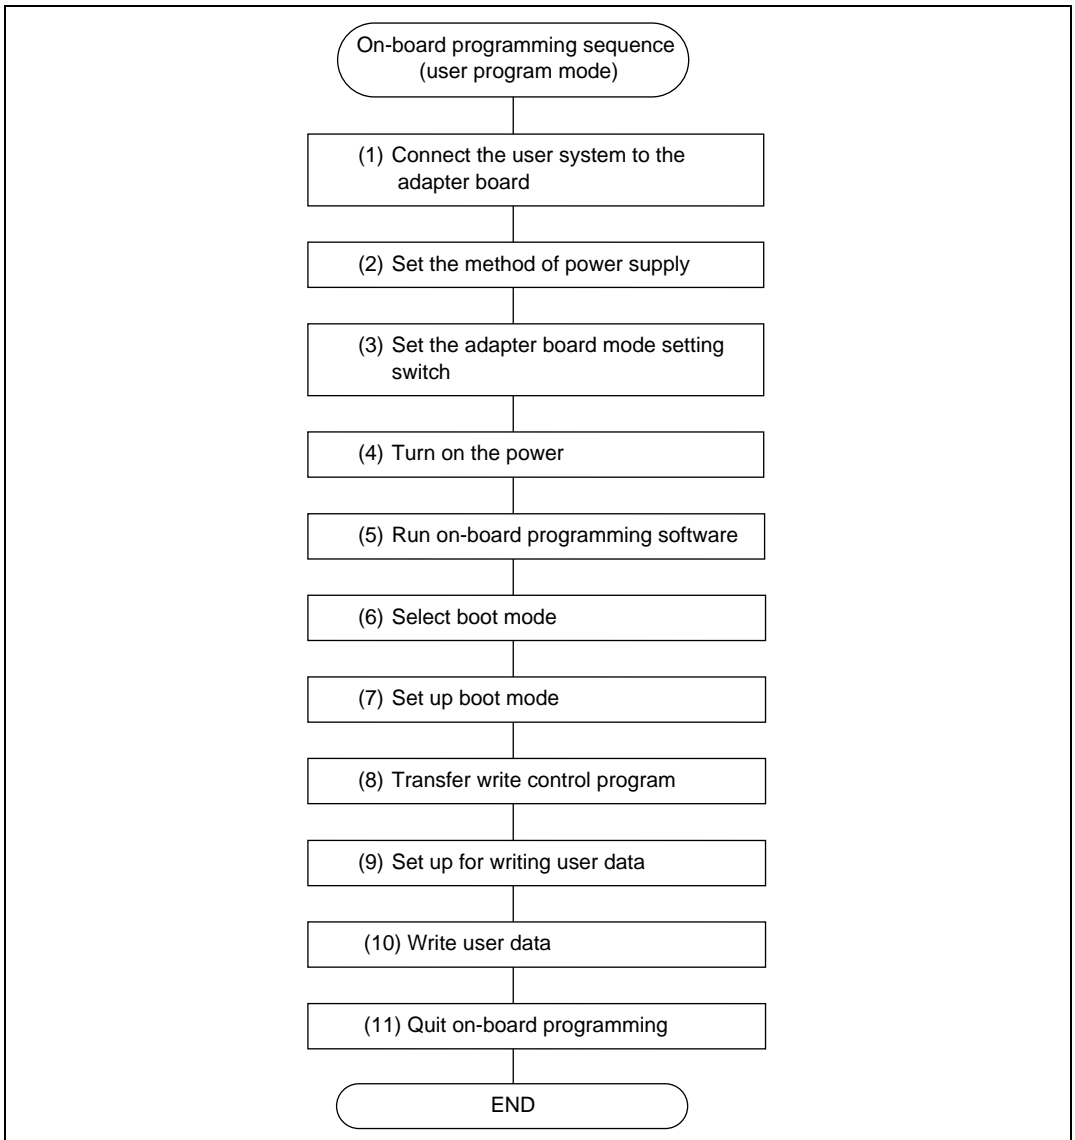 On-board programming sequence
(user program mode)
(1) Connect the user system to the
adapter board
(2) Set the method of power supply
(3) Set the adapter board mode setting
switch
(4) Turn on the power
(5) Run on-board programming software
(6) Select boot mode
(7) Set up boot mode
(8) Transfer write control program
(9) Set up for writing user data
(10) Write user data
(11) Quit on-board programming
END